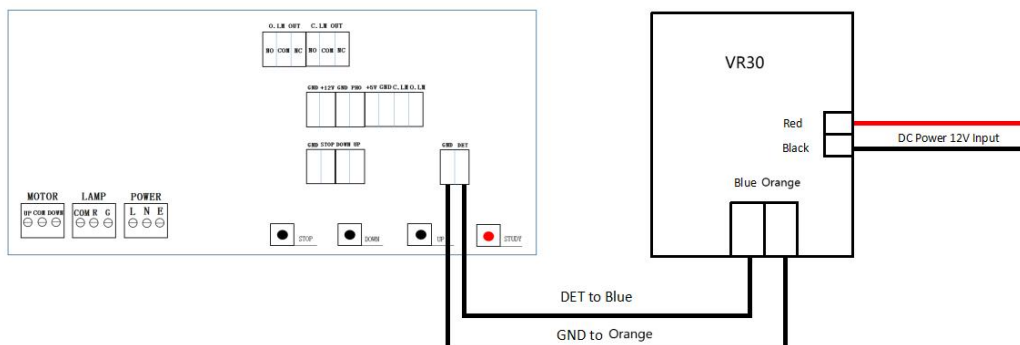 O.LM OUT C.LM OUT
NO COM NC NO COM NC
GND +12V GND PHO +5V GND C.LM O.LM
GND STOP DOWN UP
GND DET
MOTOR LAMP POWER
UP COM DOWN COM R G L N E
STOP DOWN UP STUDY
VR30
Red
Black
DC Power 12V Input
Blue Orange
DET to Blue
GND to Orange